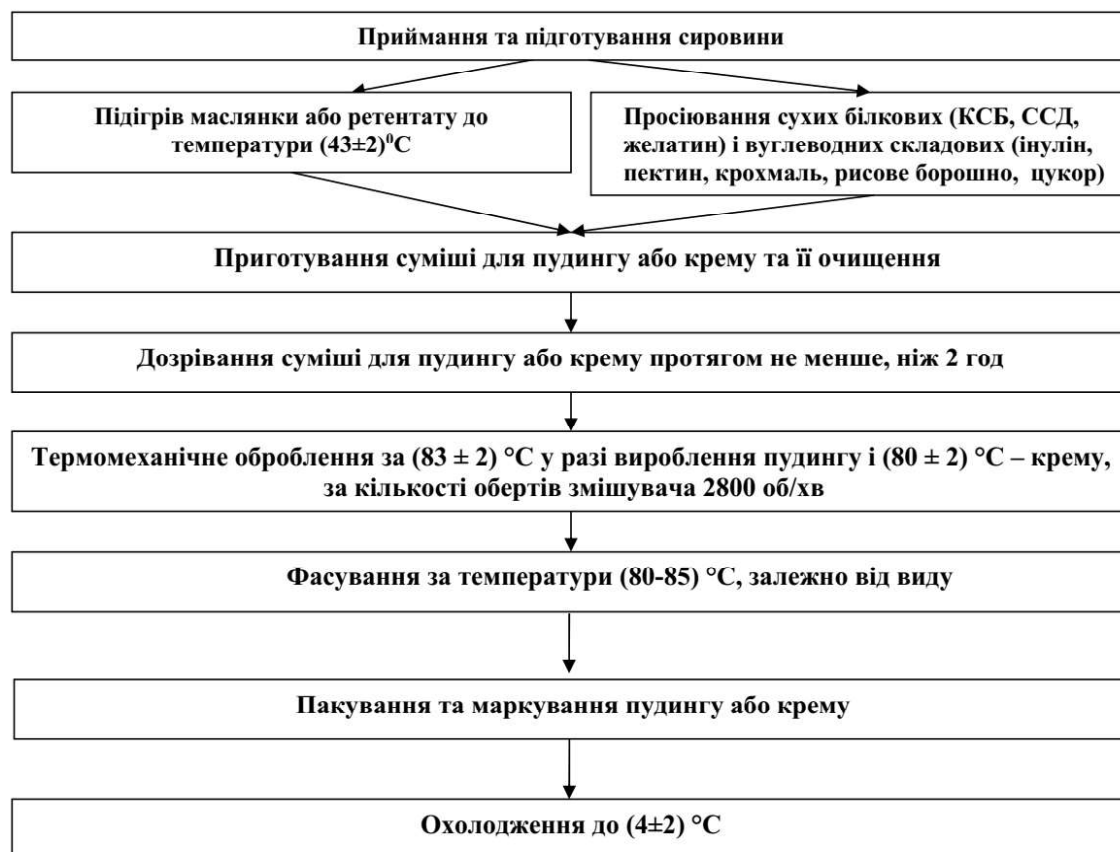 Приймання та підготування сировини
Підігрів маслянки або ретентату до
температури (43±2)⁰С
Просіювання сухих білкових (КСБ, ССД,
желатин) і вуглеводних складових (інулін,
пектин, крохмаль, рисове борошно, цукор)
Приготування суміші для пудингу або крему та її очищення
Дозрівання суміші для пудингу або крему протягом не менше, ніж 2 год
Термомеханічне оброблення за (83 ± 2) °С у разі вироблення пудингу і (80 ± 2) °С – крему,
за кількості обертів змішувача 2800 об/хв
Фасування за температури (80-85) °С, залежно від виду
Пакування та маркування пудингу або крему
Охолодження до (4±2) °С